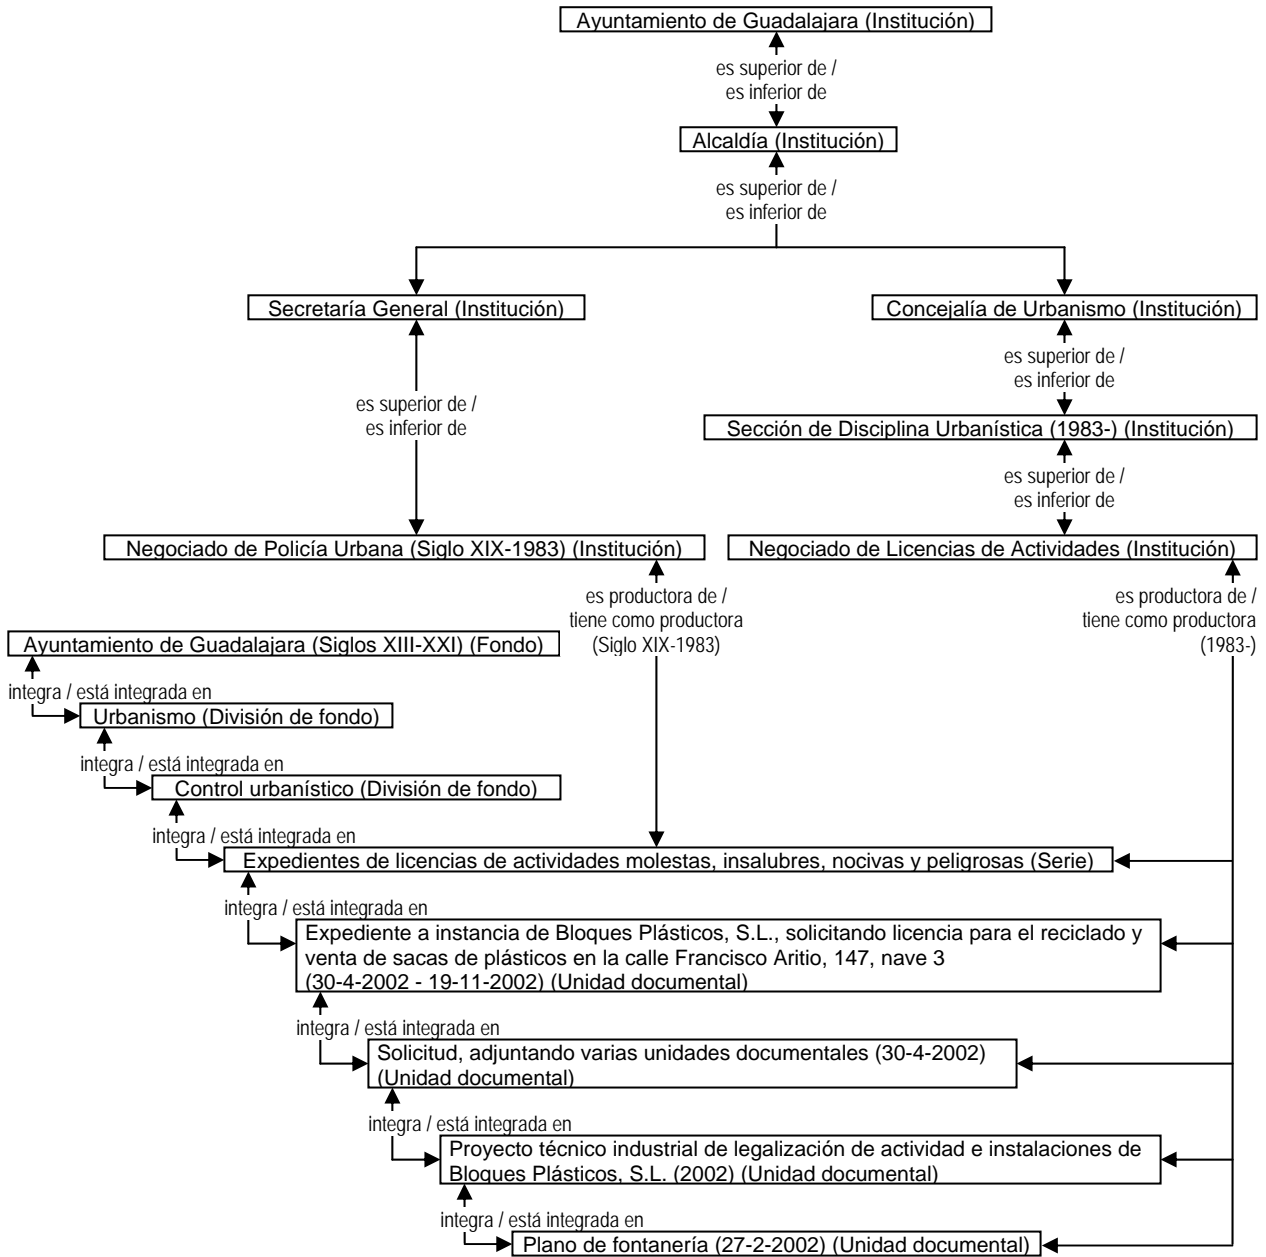 Ayuntamiento de Guadalajara (Institución)
es superior de /
es inferior de
Alcaldía (Institución)
es superior de /
es inferior de
Secretaría General (Institución)
Concejalía de Urbanismo (Institución)
es superior de /
es inferior de
es superior de /
es inferior de
Sección de Disciplina Urbanística (1983-) (Institución)
es superior de /
es inferior de
Negociado de Policía Urbana (Siglo XIX-1983) (Institución)
Negociado de Licencias de Actividades (Institución)
es productora de /
tiene como productora
(Siglo XIX-1983)
es productora de /
tiene como productora
(1983-)
Ayuntamiento de Guadalajara (Siglos XIII-XXI) (Fondo)
integra / está integrada en
Urbanismo (División de fondo)
integra / está integrada en
Control urbanístico (División de fondo)
integra / está integrada en
Expedientes de licencias de actividades molestas, insalubres, nocivas y peligrosas (Serie)
integra / está integrada en
Expediente a instancia de Bloques Plásticos, S.L., solicitando licencia para el reciclado y
venta de sacas de plásticos en la calle Francisco Aritio, 147, nave 3
(30-4-2002 - 19-11-2002) (Unidad documental)
integra / está integrada en
Solicitud, adjuntando varias unidades documentales (30-4-2002)
(Unidad documental)
integra / está integrada en
Proyecto técnico industrial de legalización de actividad e instalaciones de
Bloques Plásticos, S.L. (2002) (Unidad documental)
integra / está integrada en
Plano de fontanería (27-2-2002) (Unidad documental)